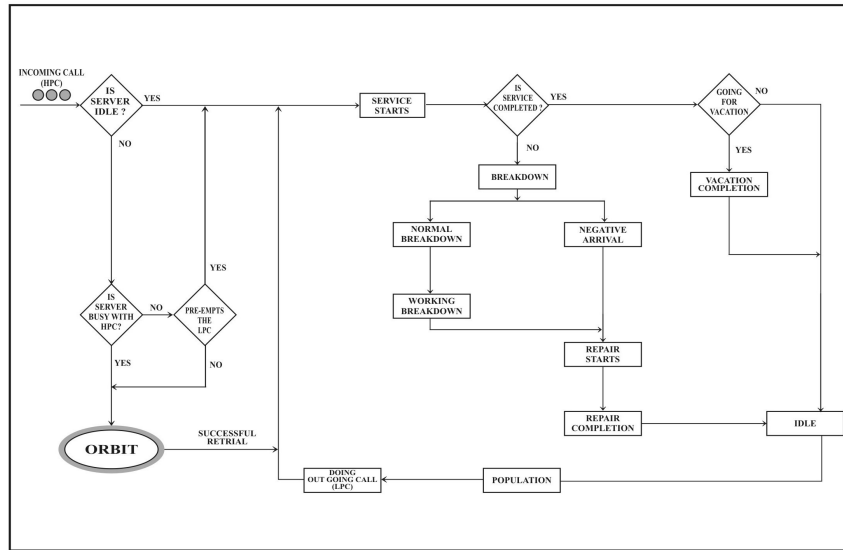 INCOMING CALL
(HPC)
IS
SERVER
IDLE ?
YES
NO
SERVICE
STARTS
IS
SERVICE
COMPLETED ?
YES
NO
GOING
FOR
VACATION
NO
YES
VACATION
COMPLETION
BREAKDOWN
NORMAL
BREAKDOWN
NEGATIVE
ARRIVAL
WORKING
BREAKDOWN
IS
SERVER
BUSY WITH
HPC?
NO
YES
PRE-EMPTS
THE
LPC
YES
NO
REPAIR
STARTS
REPAIR
COMPLETION
IDLE
ORBIT
SUCCESSFUL
RETRIAL
DOING
OUT GOING CALL
(LPC)
POPULATION